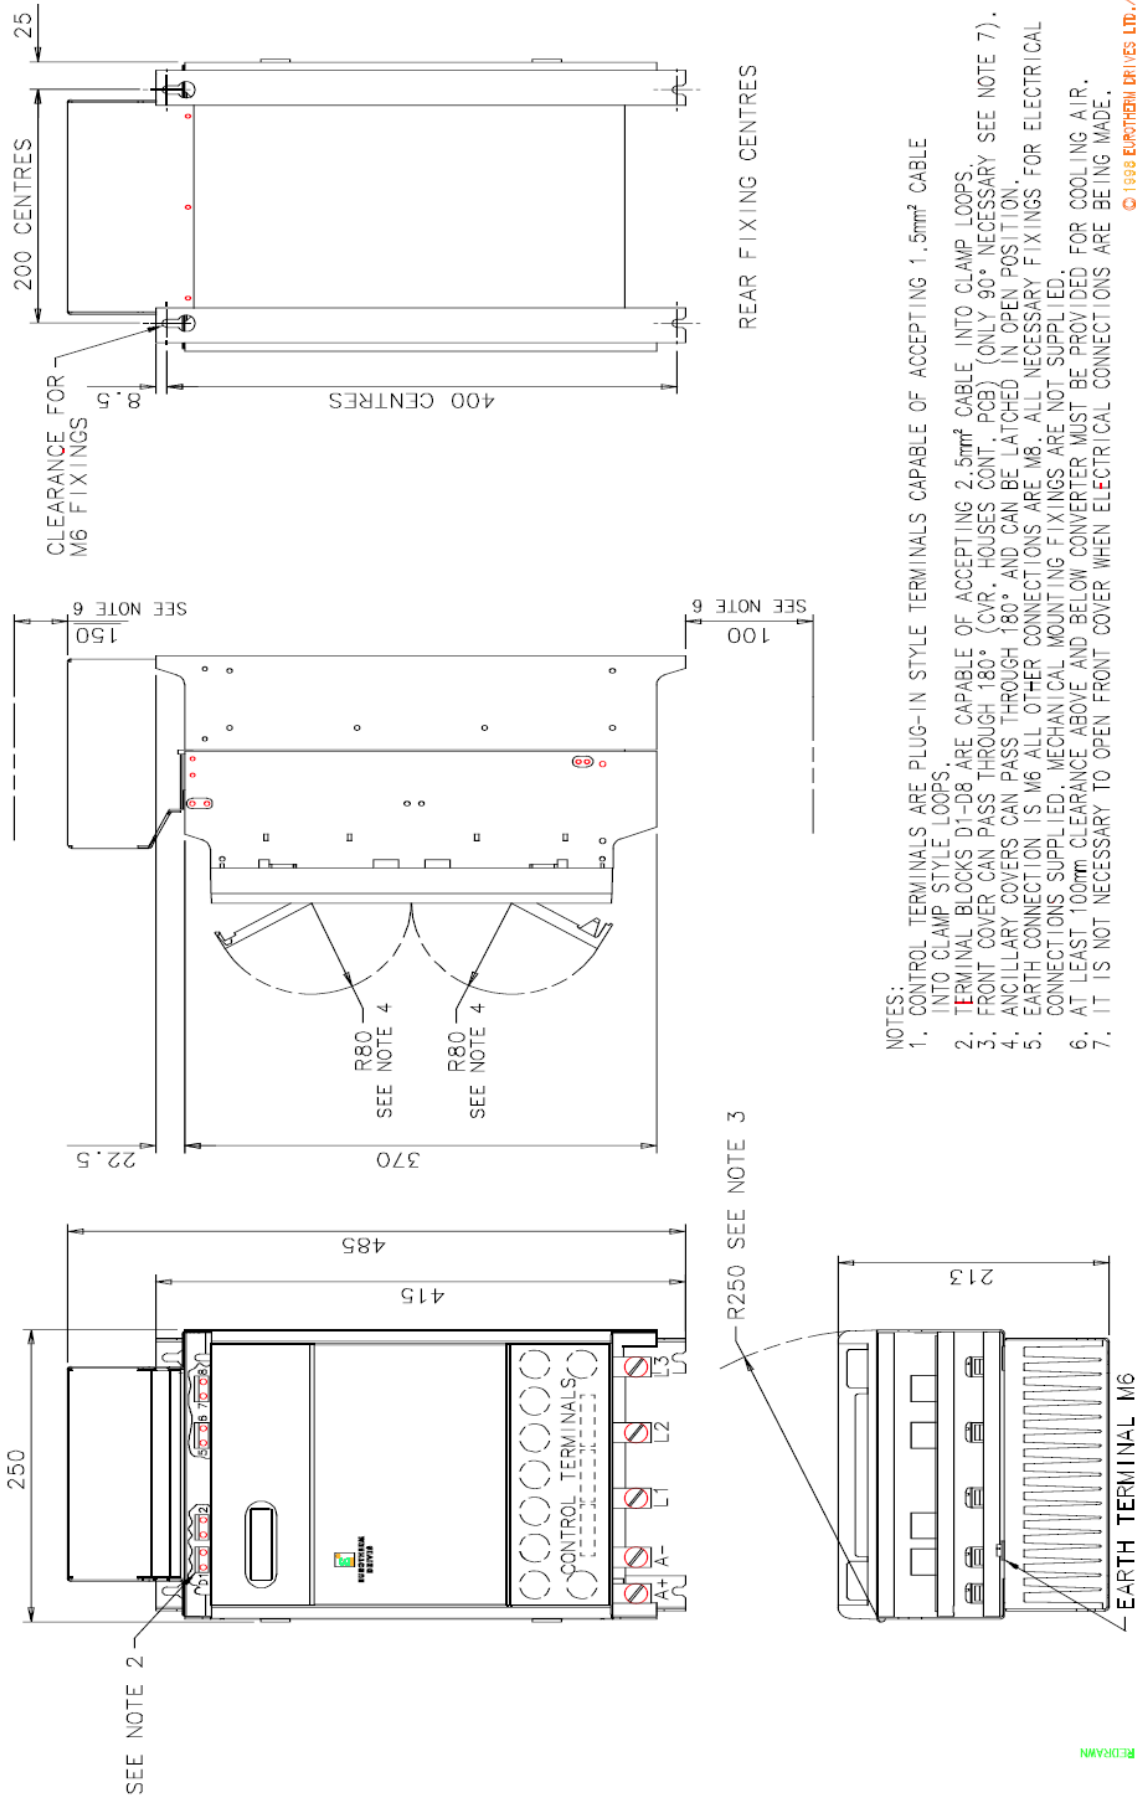 25
200 CENTRES
CLEARANCE FOR
M6 FIXINGS
8.5
400 CENTRES
REAR FIXING CENTRES
150
SEE NOTE 6
100
SEE NOTE 6
R80
SEE NOTE 4
R80
SEE NOTE 4
22.5
370
485
415
250
SEE NOTE 2
D1 2 5 6 7 8
EUROTHERM
DRIVES
CONTROL TERMINALS
A+ A- L1 L2 L3
R250 SEE NOTE 3
213
EARTH TERMINAL M6
NOTES:
1. CONTROL TERMINALS ARE PLUG-IN STYLE TERMINALS CAPABLE OF ACCEPTING 1.5mm² CABLE
INTO CLAMP STYLE LOOPS.
2. TERMINAL BLOCKS D1-D8 ARE CAPABLE OF ACCEPTING 2.5mm² CABLE INTO CLAMP LOOPS.
3. FRONT COVER CAN PASS THROUGH 180° (CVR. HOUSES CONT. PCB) (ONLY 90° NECESSARY SEE NOTE 7).
4. ANCILLARY COVERS CAN PASS THROUGH 180° AND CAN BE LATCHED IN OPEN POSITION.
5. EARTH CONNECTION IS M6 ALL OTHER CONNECTIONS ARE M8. ALL NECESSARY FIXINGS FOR ELECTRICAL
CONNECTIONS SUPPLIED. MECHANICAL MOUNTING FIXINGS ARE NOT SUPPLIED.
6. AT LEAST 100mm CLEARANCE ABOVE AND BELOW CONVERTER MUST BE PROVIDED FOR COOLING AIR.
7. IT IS NOT NECESSARY TO OPEN FRONT COVER WHEN ELECTRICAL CONNECTIONS ARE BEING MADE.
© 1998 EUROTHERM DRIVES LTD.
REDRAWN